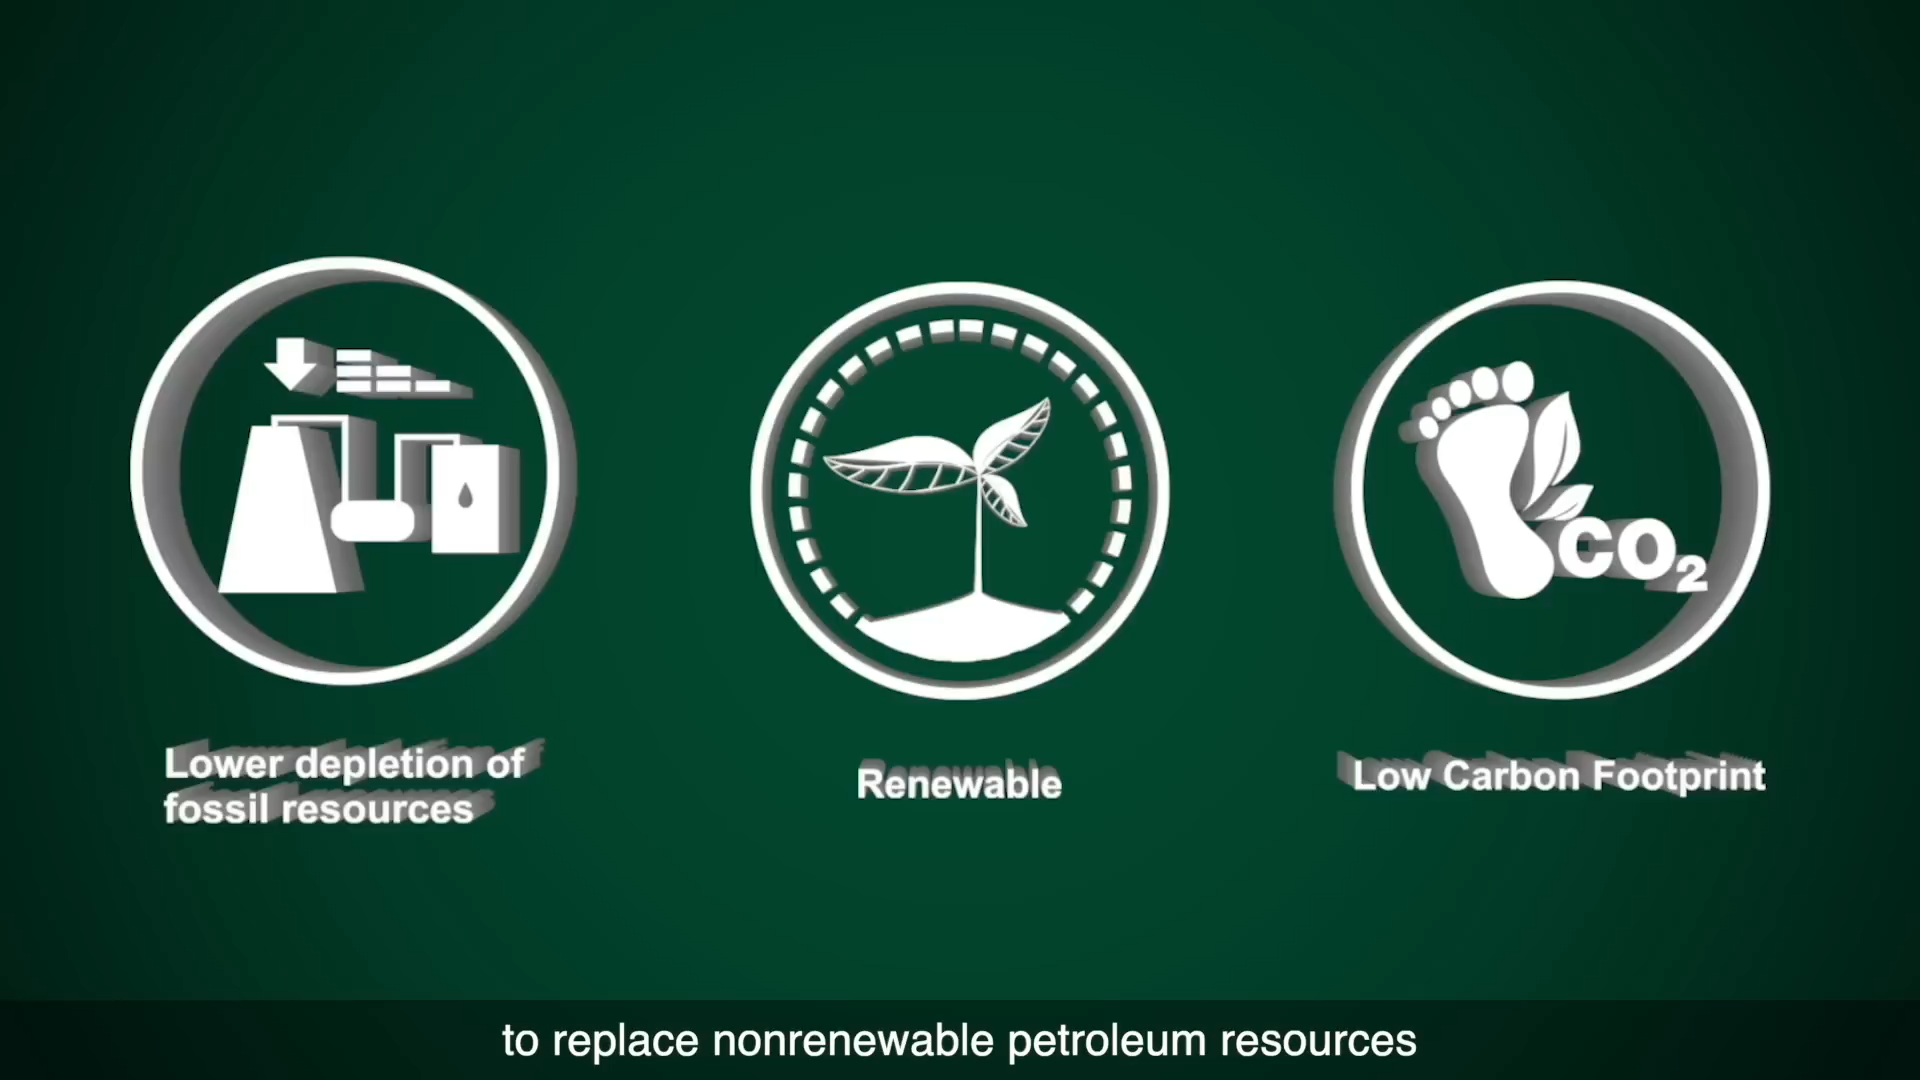 CO₂
Lower depletion of
fossil resources
Renewable
Low Carbon Footprint
to replace nonrenewable petroleum resources